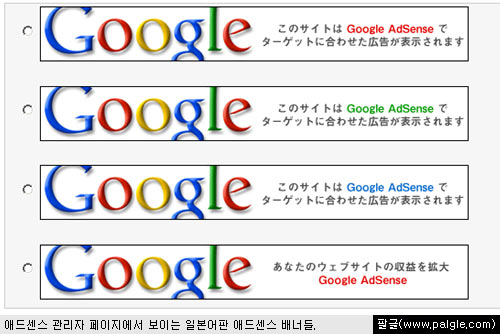 Google
このサイトは Google AdSense で
ターゲットに合わせた広告が表示されます
Google
このサイトは Google AdSense で
ターゲットに合わせた広告が表示されます
Google
このサイトは Google AdSense で
ターゲットに合わせた広告が表示されます
Google
あなたのウェブサイトの収益を拡大
Google AdSense
애드센스 관리자 페이지에서 보이는 일본어판 애드센스 배너들.
팔글(www.palgle.com)